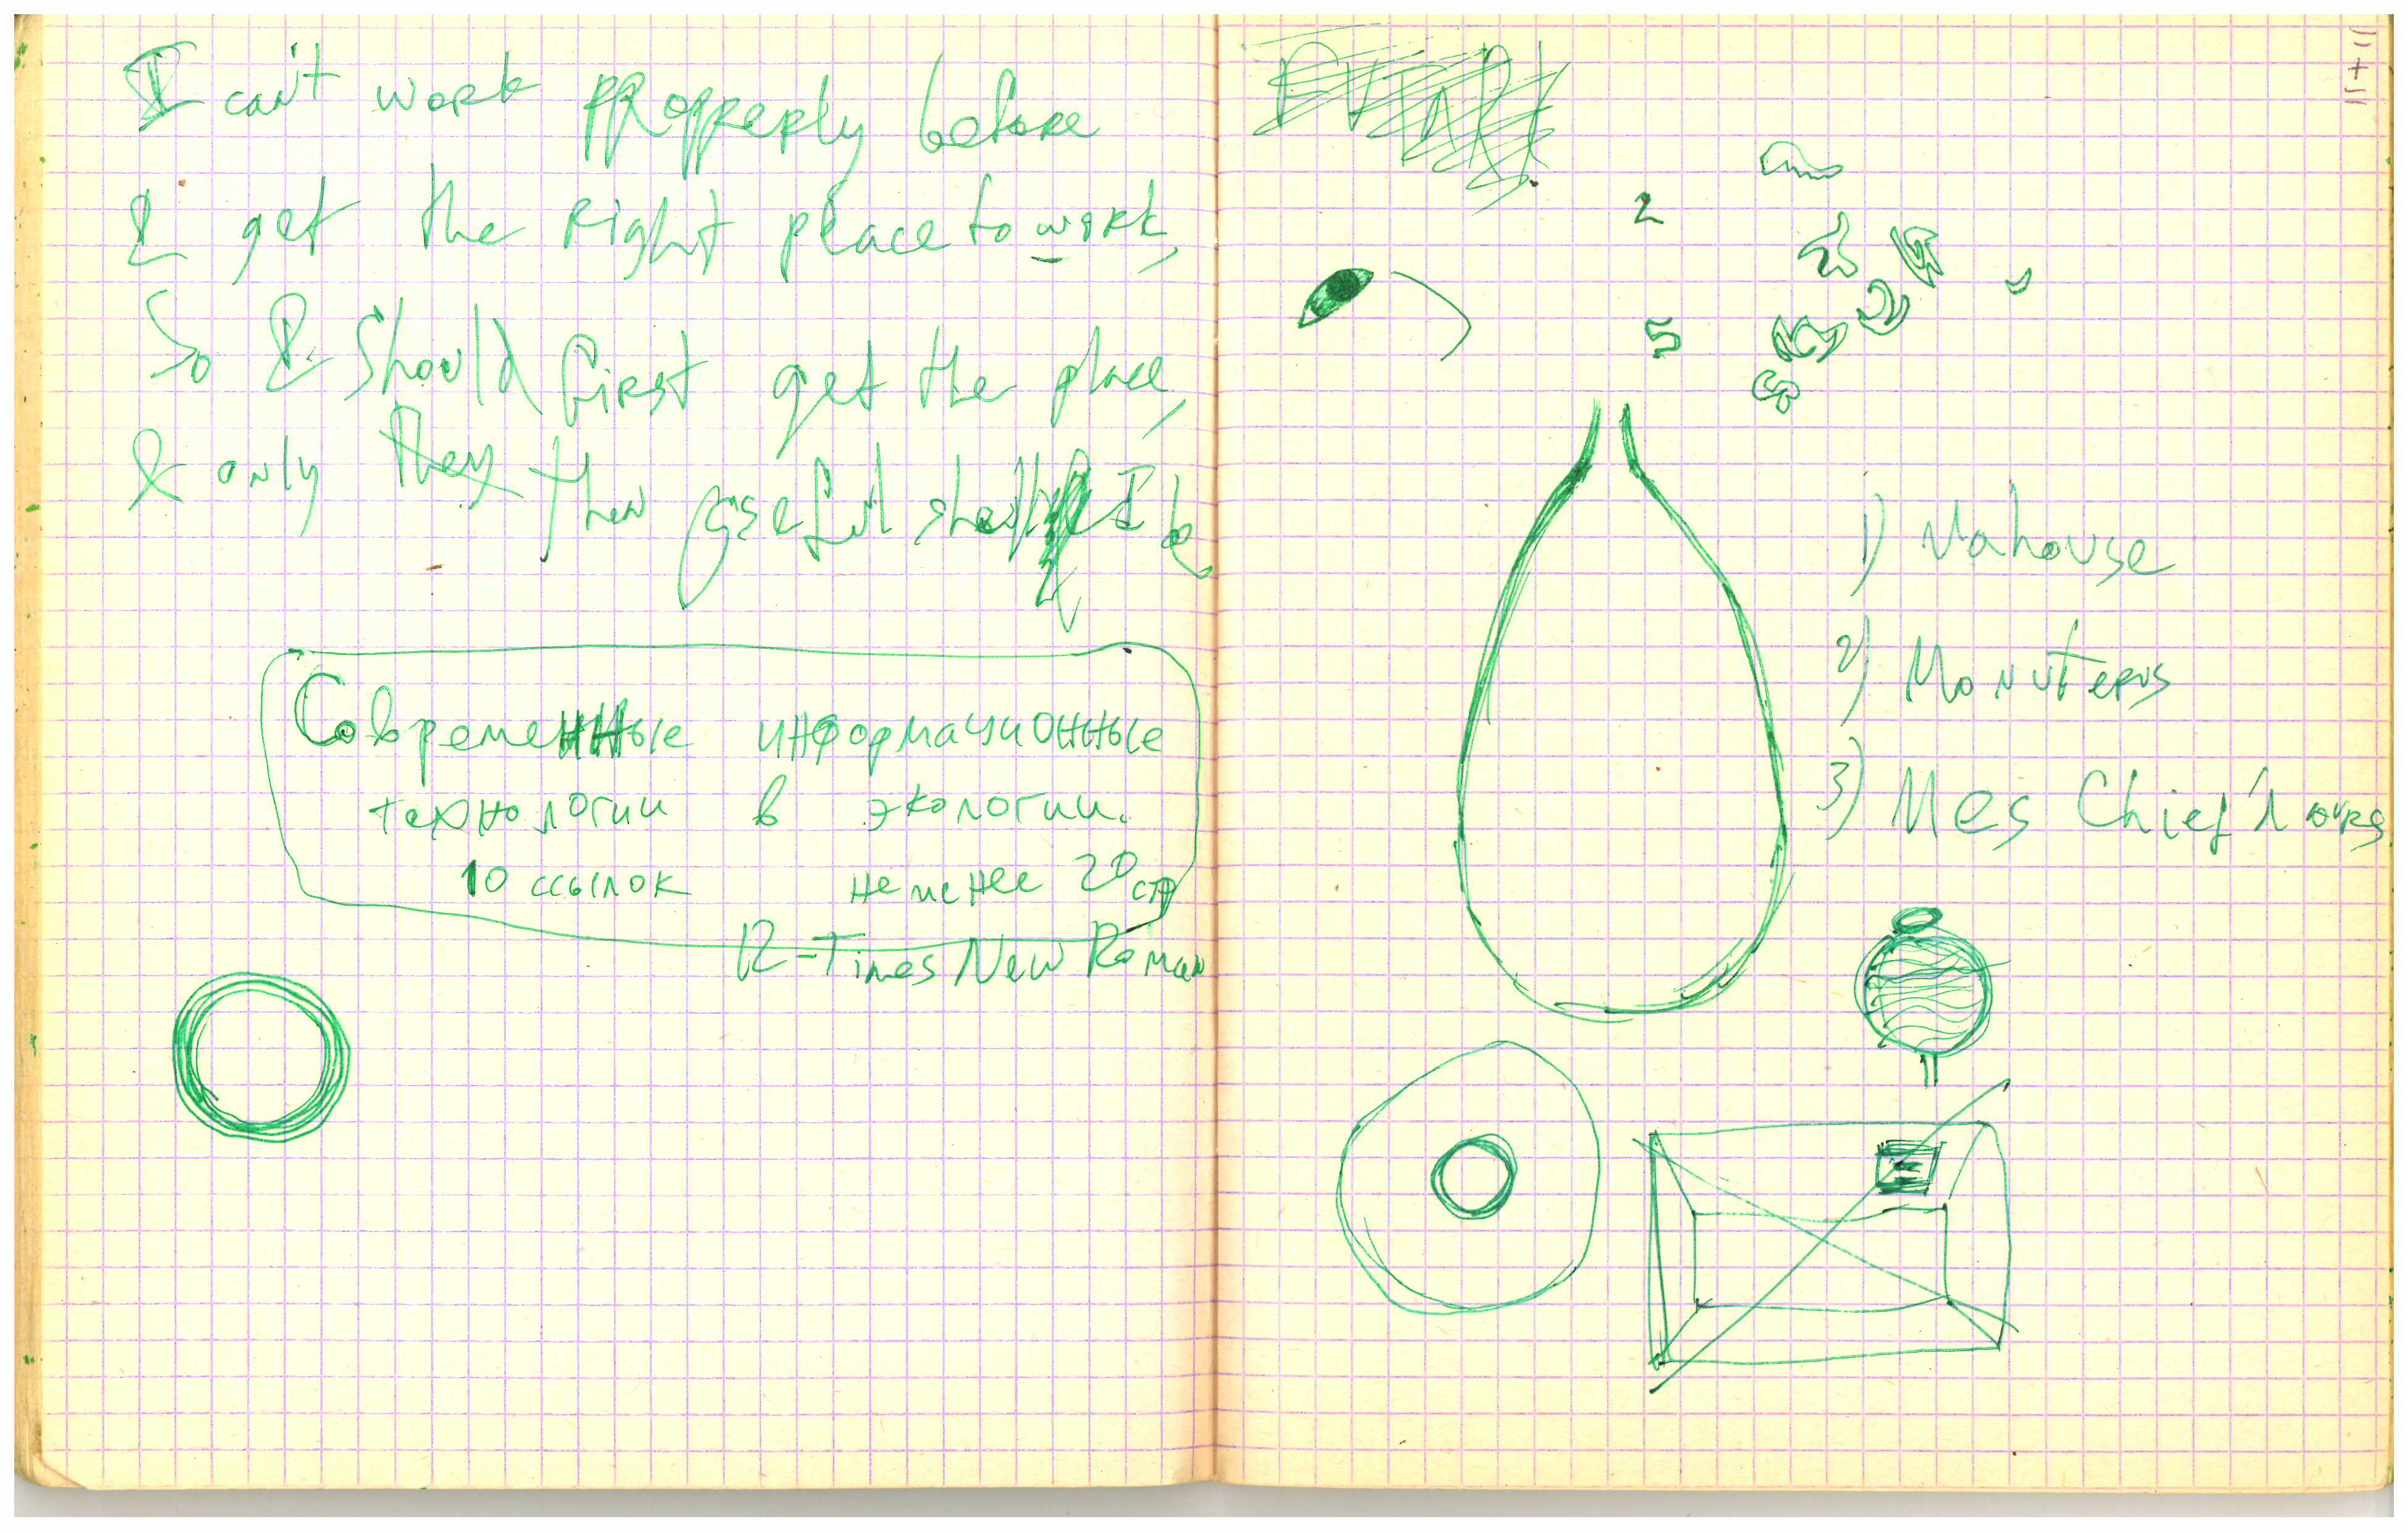 I can't work propperly before
I get the right place to work,
So I should first get the place,
& only they then useful shall I be
Современные информационные
технологии в экологии.
10 ссылок не менее 20 стр
12 - Times New Roman
2
5
1) Mahouse
2) Monuterus
3) Mes Chief